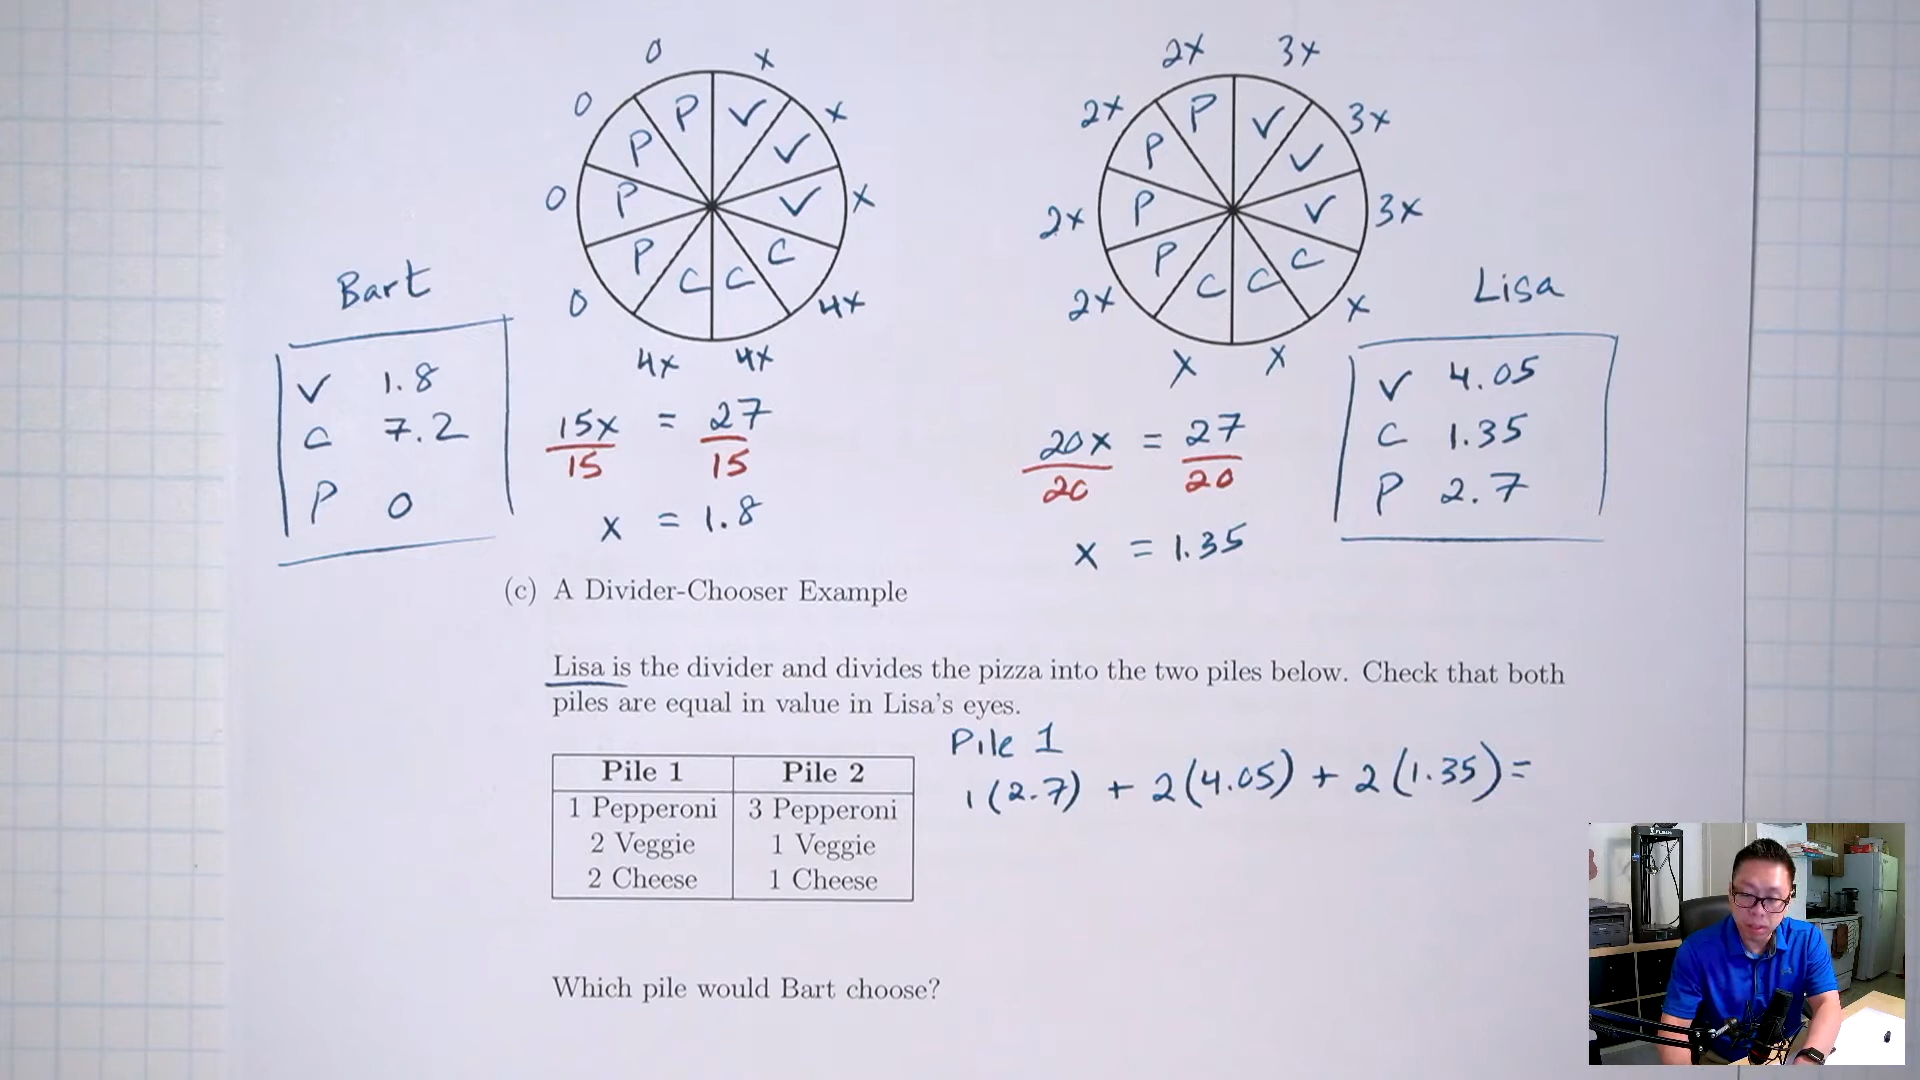 0 x
0 x
0 x
0 4x
4x 4x
P V
P V
P V
P C
C C
2x 3x
2x 3x
2x 3x
2x x
x x
P V
P V
P V
P C
C C
Bart
V 1.8
C 7.2
P 0
15x = 27
15 15
x = 1.8
Lisa
V 4.05
C 1.35
P 2.7
20x = 27
20 20
x = 1.35
(c) A Divider-Chooser Example
Lisa is the divider and divides the pizza into the two piles below. Check that both
piles are equal in value in Lisa's eyes.
Pile 1
1(2.7) + 2(4.05) + 2(1.35) =
Pile 1 Pile 2
1 Pepperoni 3 Pepperoni
2 Veggie 1 Veggie
2 Cheese 1 Cheese
Which pile would Bart choose?